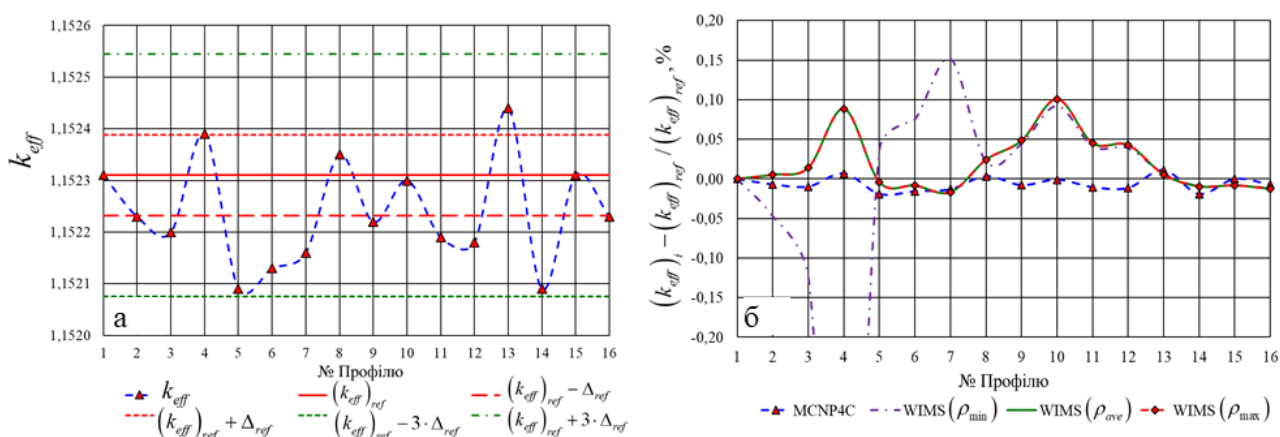 1,1526
1,1525
1,1524
1,1523
1,1522
1,1521
1,1520
k_eff
а
1 2 3 4 5 6 7 8 9 10 11 12 13 14 15 16
№ Профілю
k_eff
(k_eff)_ref
(k_eff)_ref − Δ_ref
(k_eff)_ref + Δ_ref
(k_eff)_ref − 3 · Δ_ref
(k_eff)_ref + 3 · Δ_ref
0,20
0,15
0,10
0,05
0,00
-0,05
-0,10
-0,15
-0,20
(k_eff)_i − (k_eff)_ref / (k_eff)_ref, %
б
1 2 3 4 5 6 7 8 9 10 11 12 13 14 15 16
№ Профілю
MCNP4C
WIMS (ρ_min)
WIMS (ρ_ave)
WIMS (ρ_max)